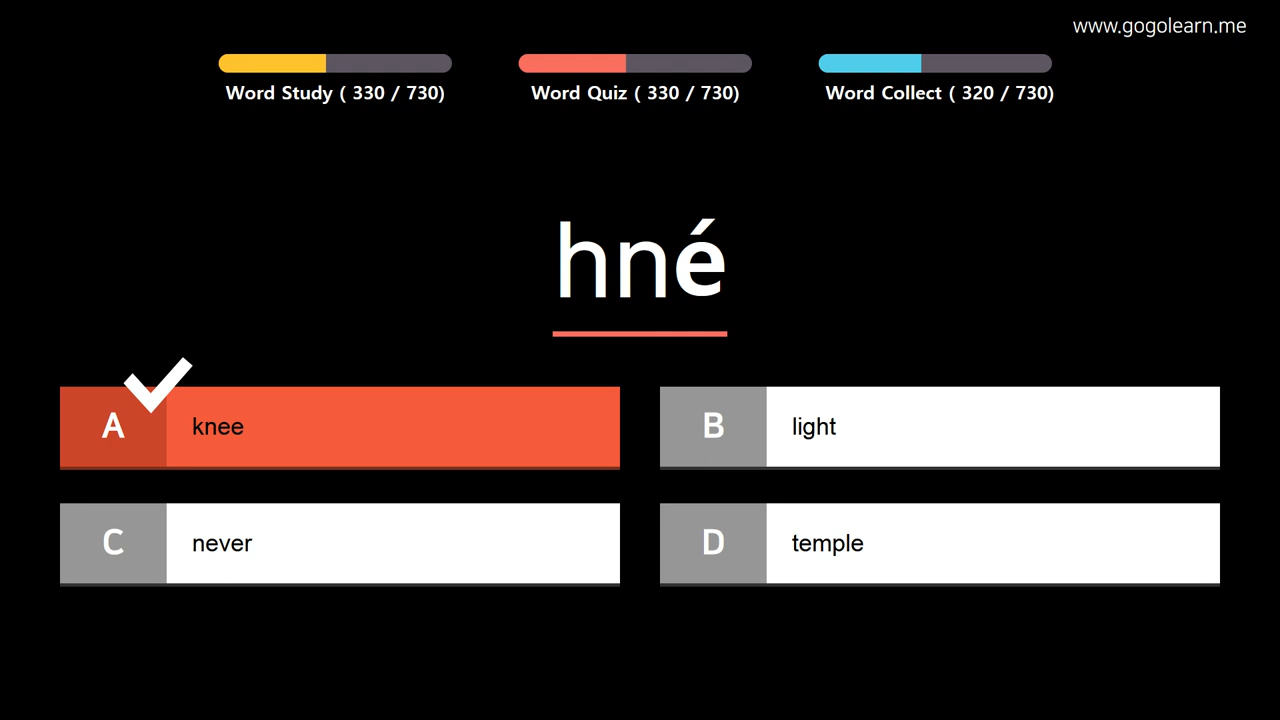 www.gogolearn.me
Word Study ( 330 / 730)
Word Quiz ( 330 / 730)
Word Collect ( 320 / 730)
hné
A knee
B light
C never
D temple